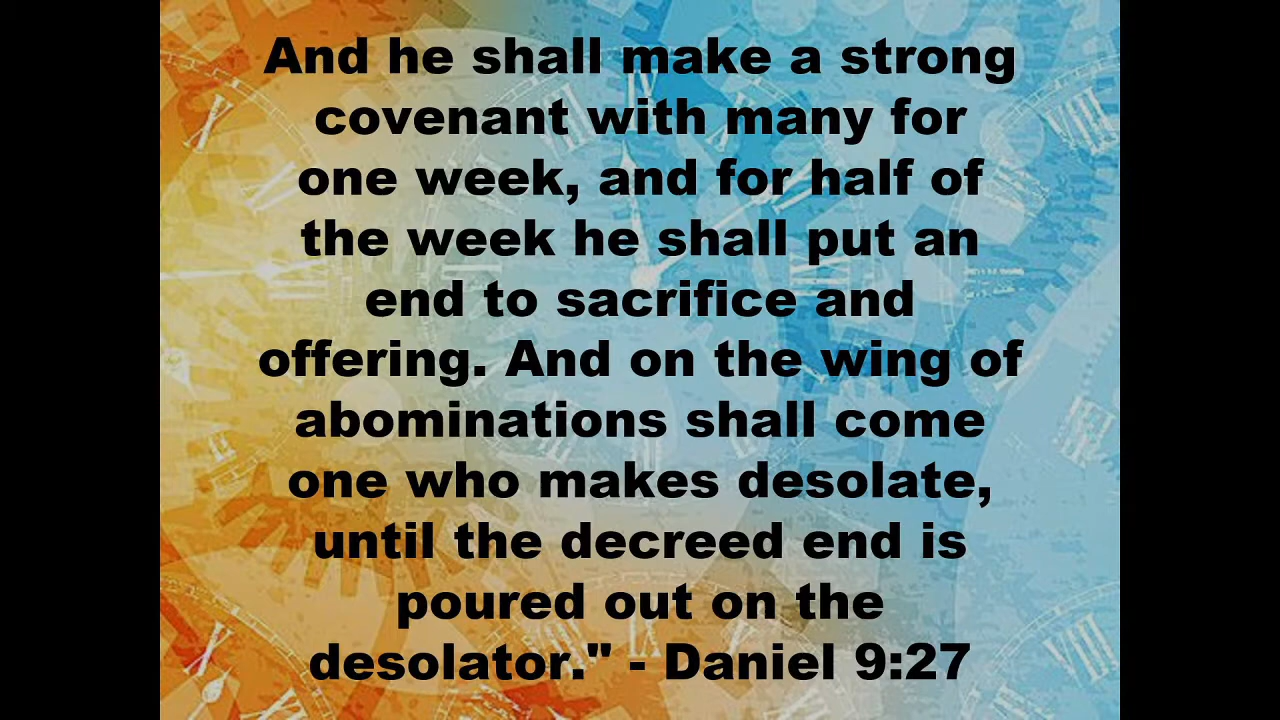 And he shall make a strong
covenant with many for
one week, and for half of
the week he shall put an
end to sacrifice and
offering. And on the wing of
abominations shall come
one who makes desolate,
until the decreed end is
poured out on the
desolator." - Daniel 9:27